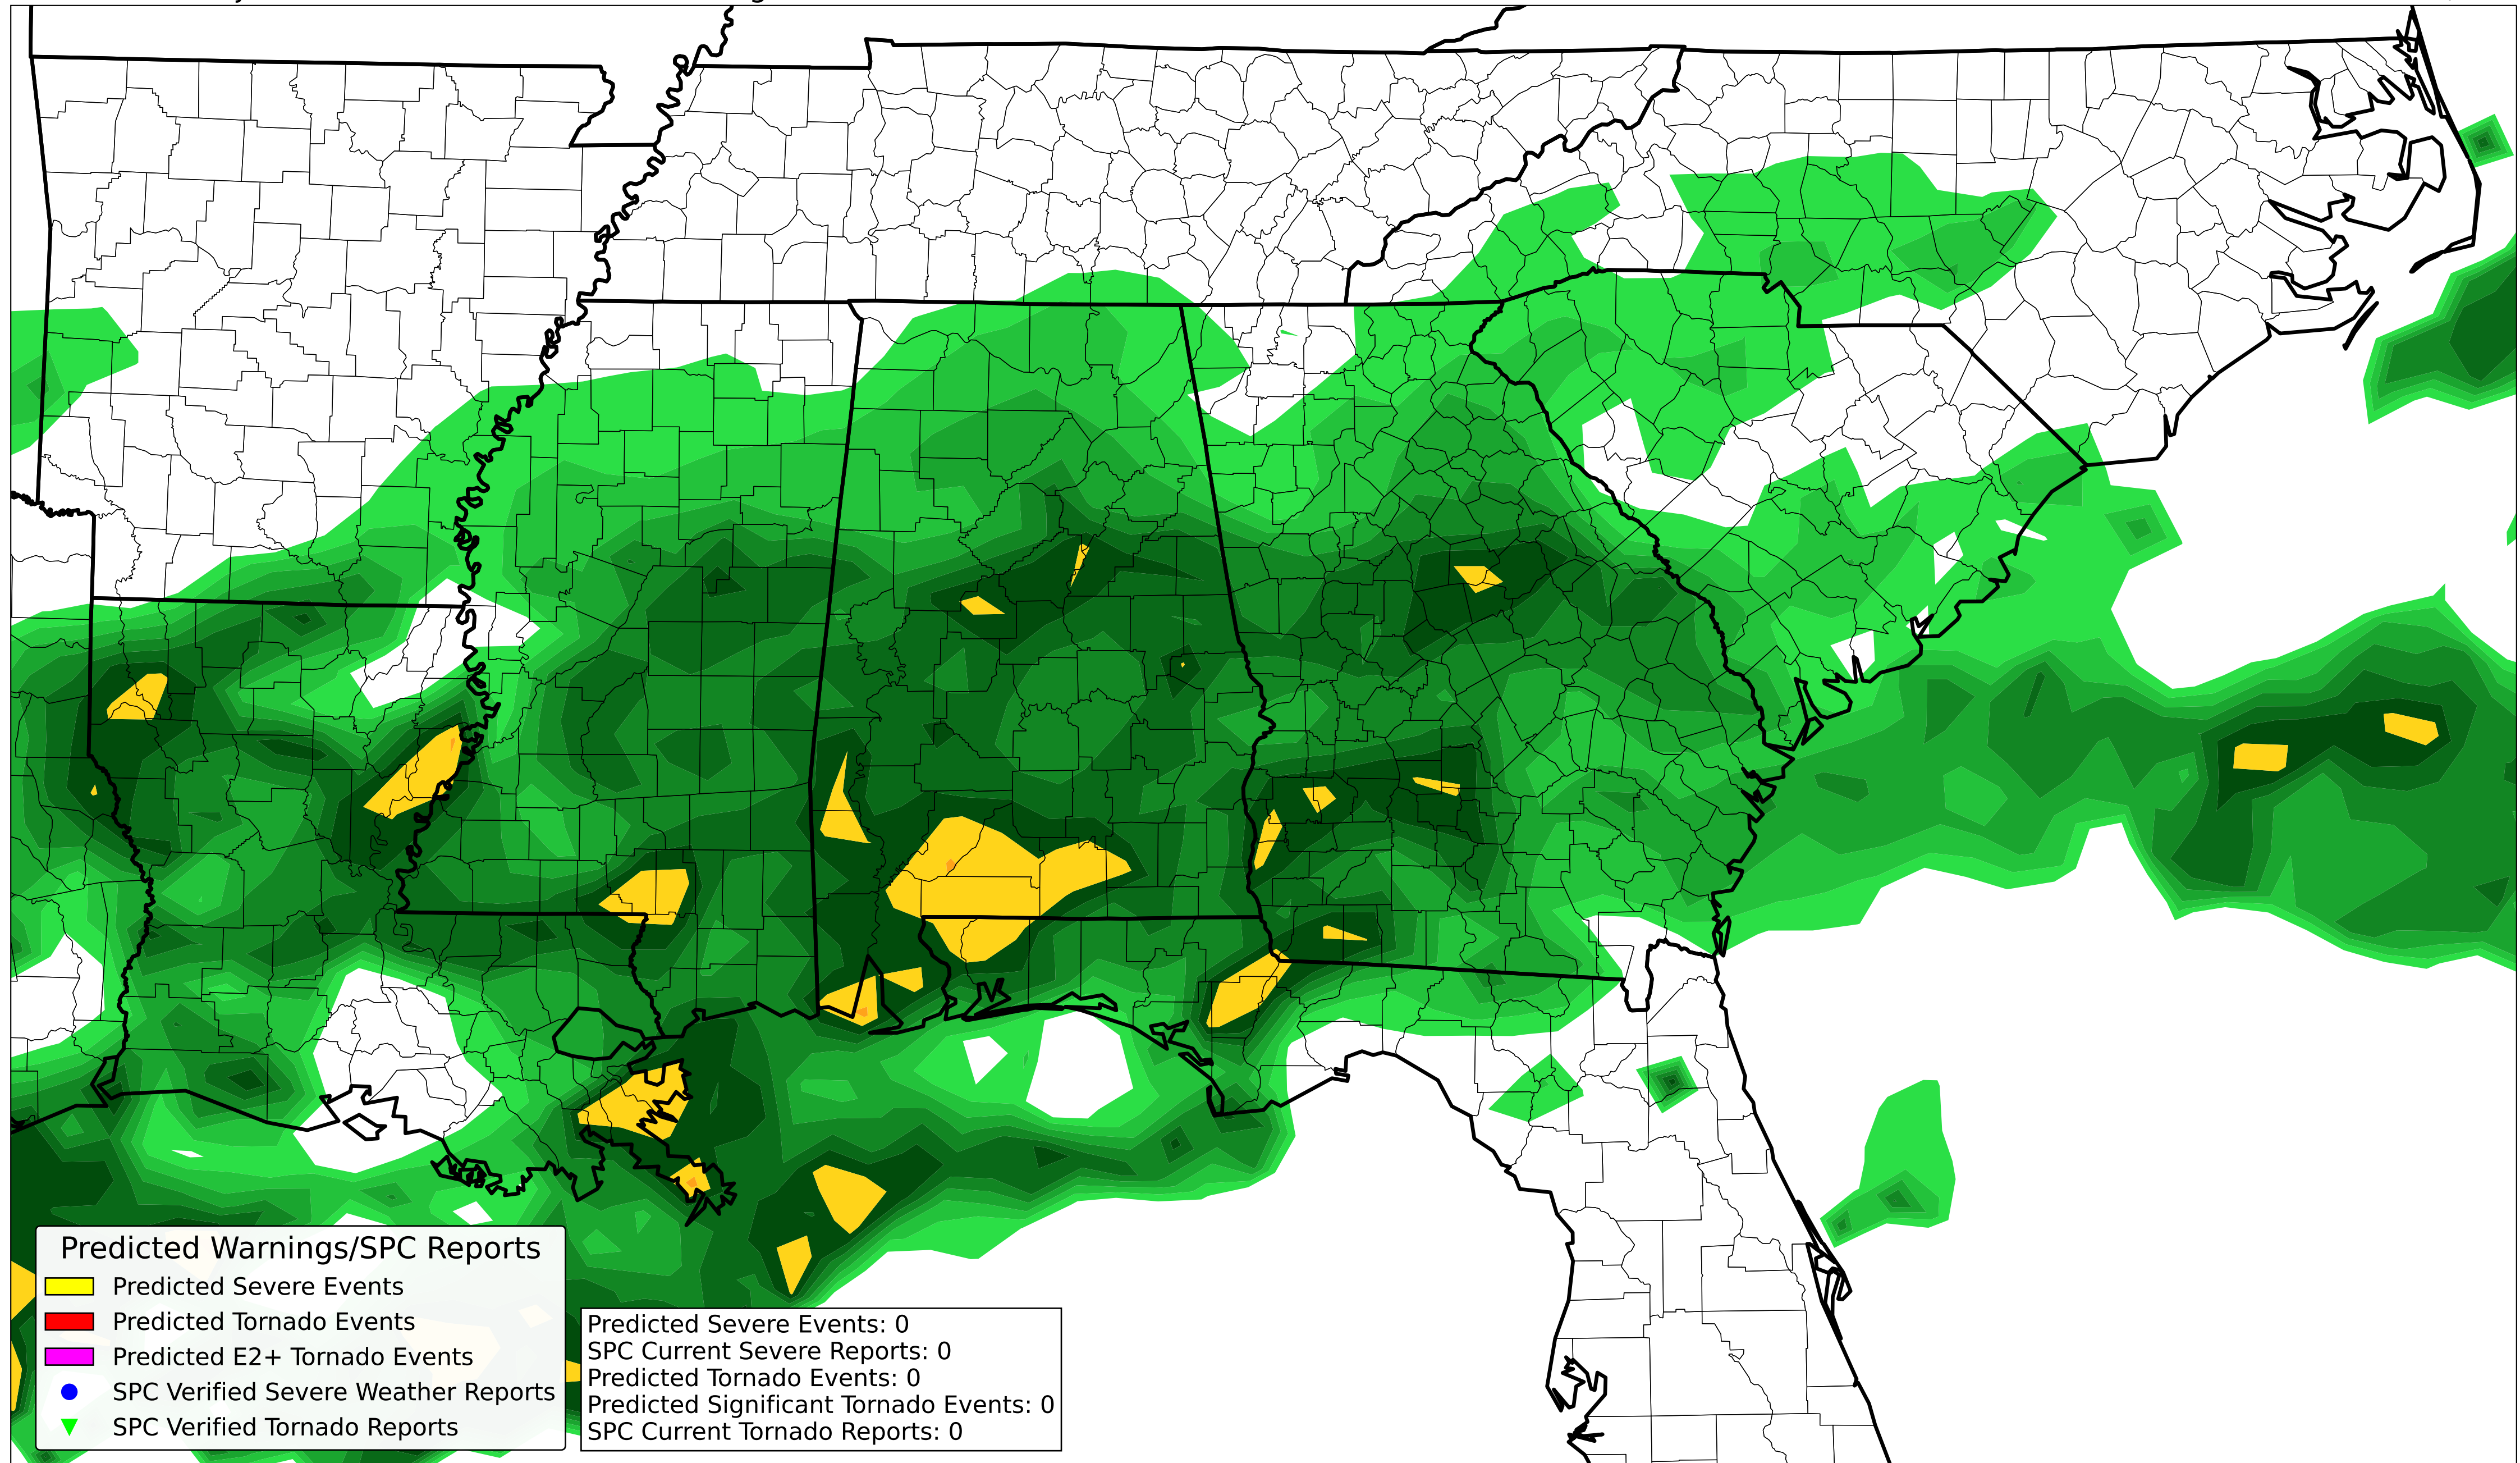 Predicted Warnings/SPC Reports
Predicted Severe Events
Predicted Tornado Events
Predicted E2+ Tornado Events
SPC Verified Severe Weather Reports
SPC Verified Tornado Reports
Predicted Severe Events: 0
SPC Current Severe Reports: 0
Predicted Tornado Events: 0
Predicted Significant Tornado Events: 0
SPC Current Tornado Reports: 0